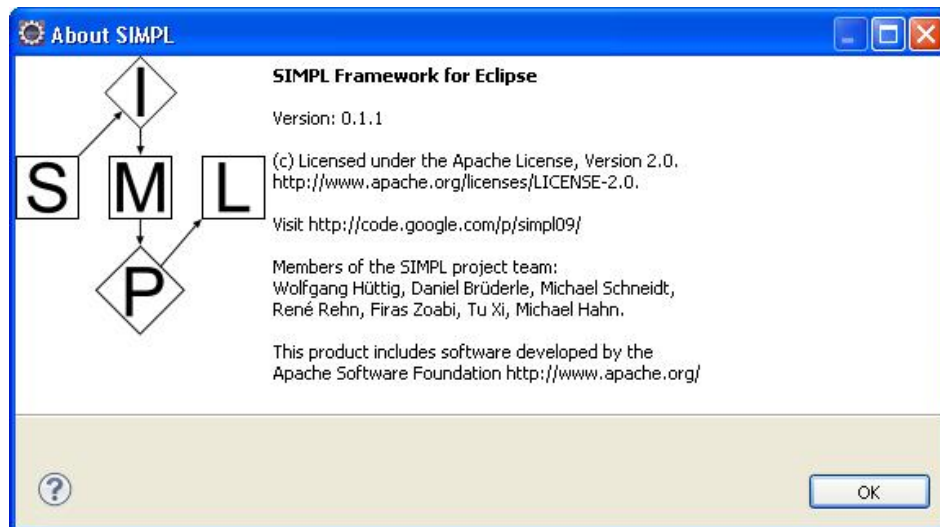 About SIMPL
I
S M L
P
SIMPL Framework for Eclipse
Version: 0.1.1
(c) Licensed under the Apache License, Version 2.0.
http://www.apache.org/licenses/LICENSE-2.0.
Visit http://code.google.com/p/simpl09/
Members of the SIMPL project team:
Wolfgang Hüttig, Daniel Brüderle, Michael Schneidt,
René Rehn, Firas Zoabi, Tu Xi, Michael Hahn.
This product includes software developed by the
Apache Software Foundation http://www.apache.org/
?
OK